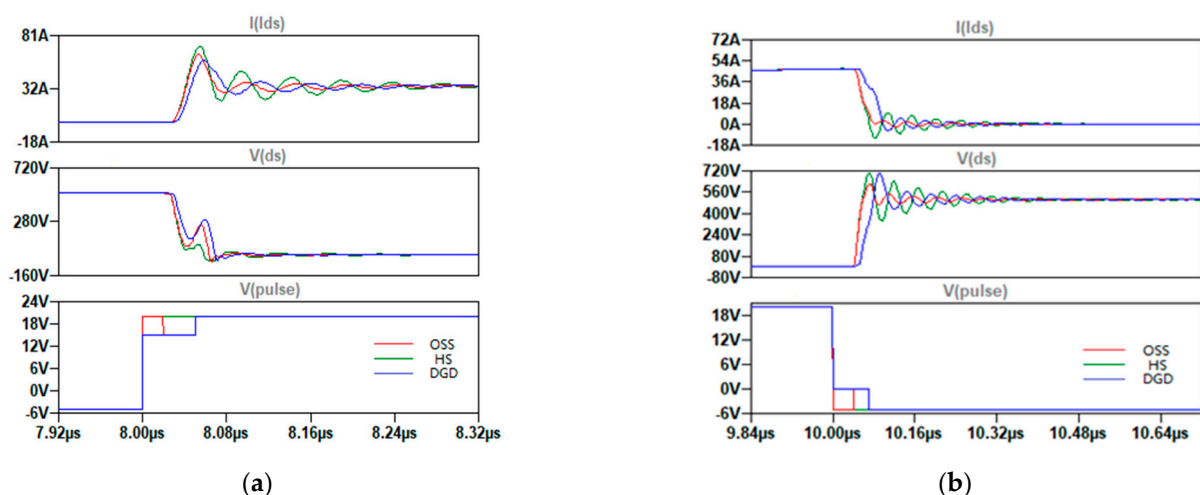 I(Ids)
81A
32A
-18A
V(ds)
720V
280V
-160V
V(pulse)
24V
18V
12V
6V
0V
-6V
OSS
HS
DGD
7.92µs 8.00µs 8.08µs 8.16µs 8.24µs 8.32µs
(a)
I(Ids)
72A
54A
36A
18A
0A
-18A
V(ds)
720V
560V
400V
240V
80V
-80V
V(pulse)
18V
12V
6V
0V
-6V
OSS
HS
DGD
9.84µs 10.00µs 10.16µs 10.32µs 10.48µs 10.64µs
(b)